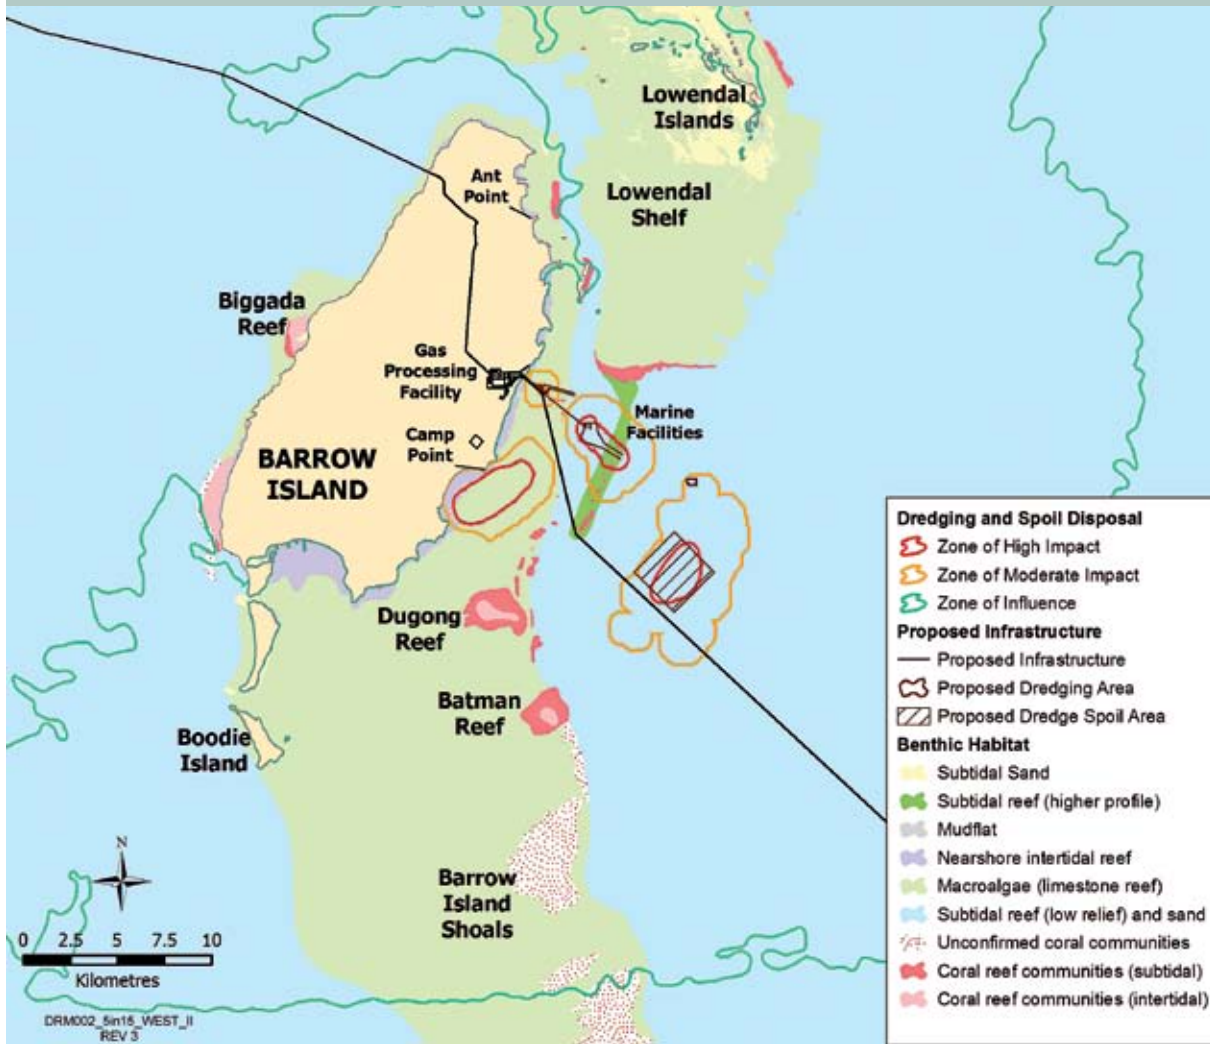 Lowendal
Islands
Ant
Point
Lowendal
Shelf
Biggada
Reef
Gas
Processing
Facility
Marine
Facilities
Camp
Point
BARROW
ISLAND
Dugong
Reef
Batman
Reef
Boodie
Island
Barrow
Island
Shoals
N
0 2.5 5 7.5 10
Kilometres
DRM002_5in15_WEST_II
REV 3
Dredging and Spoil Disposal
Zone of High Impact
Zone of Moderate Impact
Zone of Influence
Proposed Infrastructure
Proposed Infrastructure
Proposed Dredging Area
Proposed Dredge Spoil Area
Benthic Habitat
Subtidal Sand
Subtidal reef (higher profile)
Mudflat
Nearshore intertidal reef
Macroalgae (limestone reef)
Subtidal reef (low relief) and sand
Unconfirmed coral communities
Coral reef communities (subtidal)
Coral reef communities (intertidal)